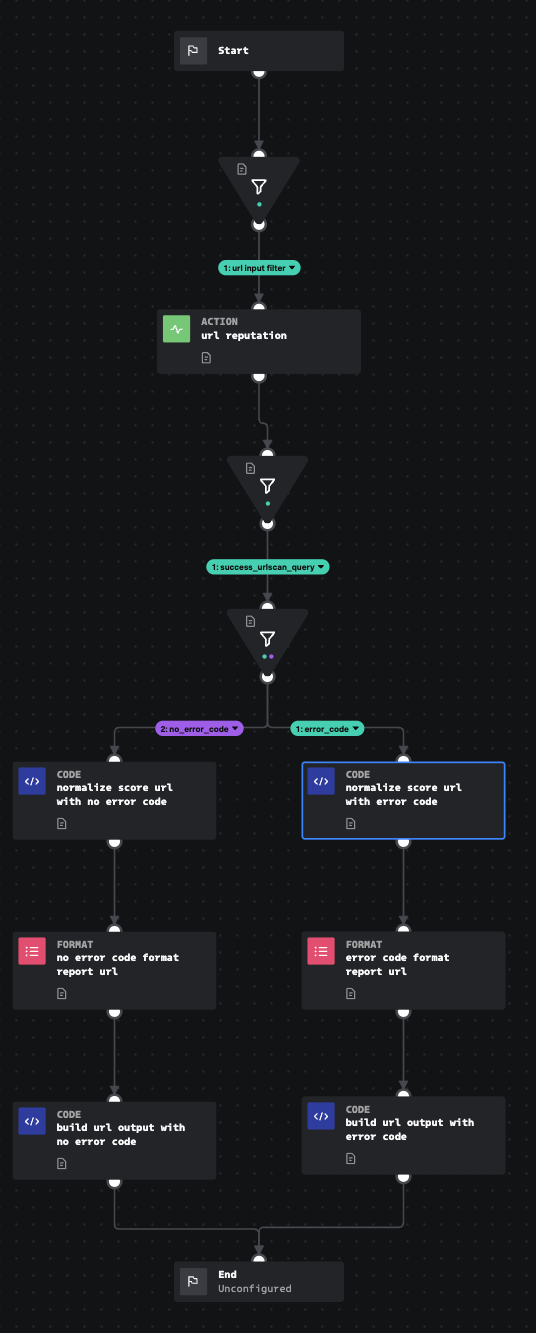 Start
1: url input filter
ACTION
url reputation
1: success_urlscan_query
2: no_error_code
1: error_code
CODE
normalize score url
with no error code
CODE
normalize score url
with error code
FORMAT
no error code format
report url
FORMAT
error code format
report url
CODE
build url output with
no error code
CODE
build url output with
error code
End
Unconfigured